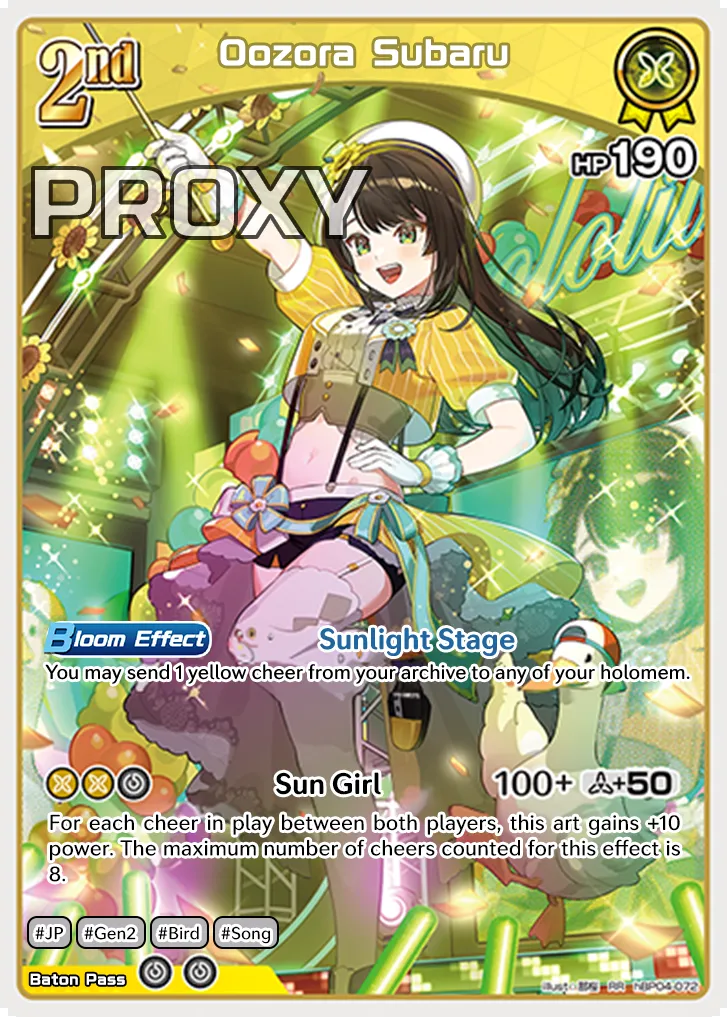 2nd
Oozora Subaru
HP190
PROXY
Bloom Effect
Sunlight Stage
You may send 1 yellow cheer from your archive to any of your holomem.
Sun Girl
100+
+50
For each cheer in play between both players, this art gains +10
power. The maximum number of cheers counted for this effect is
8.
#JP
#Gen2
#Bird
#Song
Baton Pass
RR hBP04-072